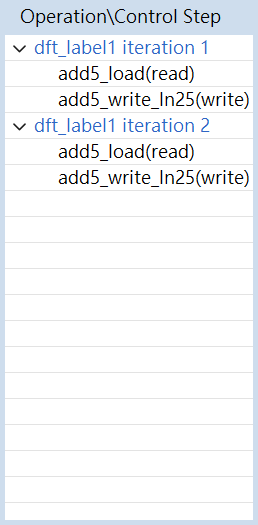 Operation\Control Step
dft_label1 iteration 1
add5_load(read)
add5_write_ln25(write)
dft_label1 iteration 2
add5_load(read)
add5_write_ln25(write)